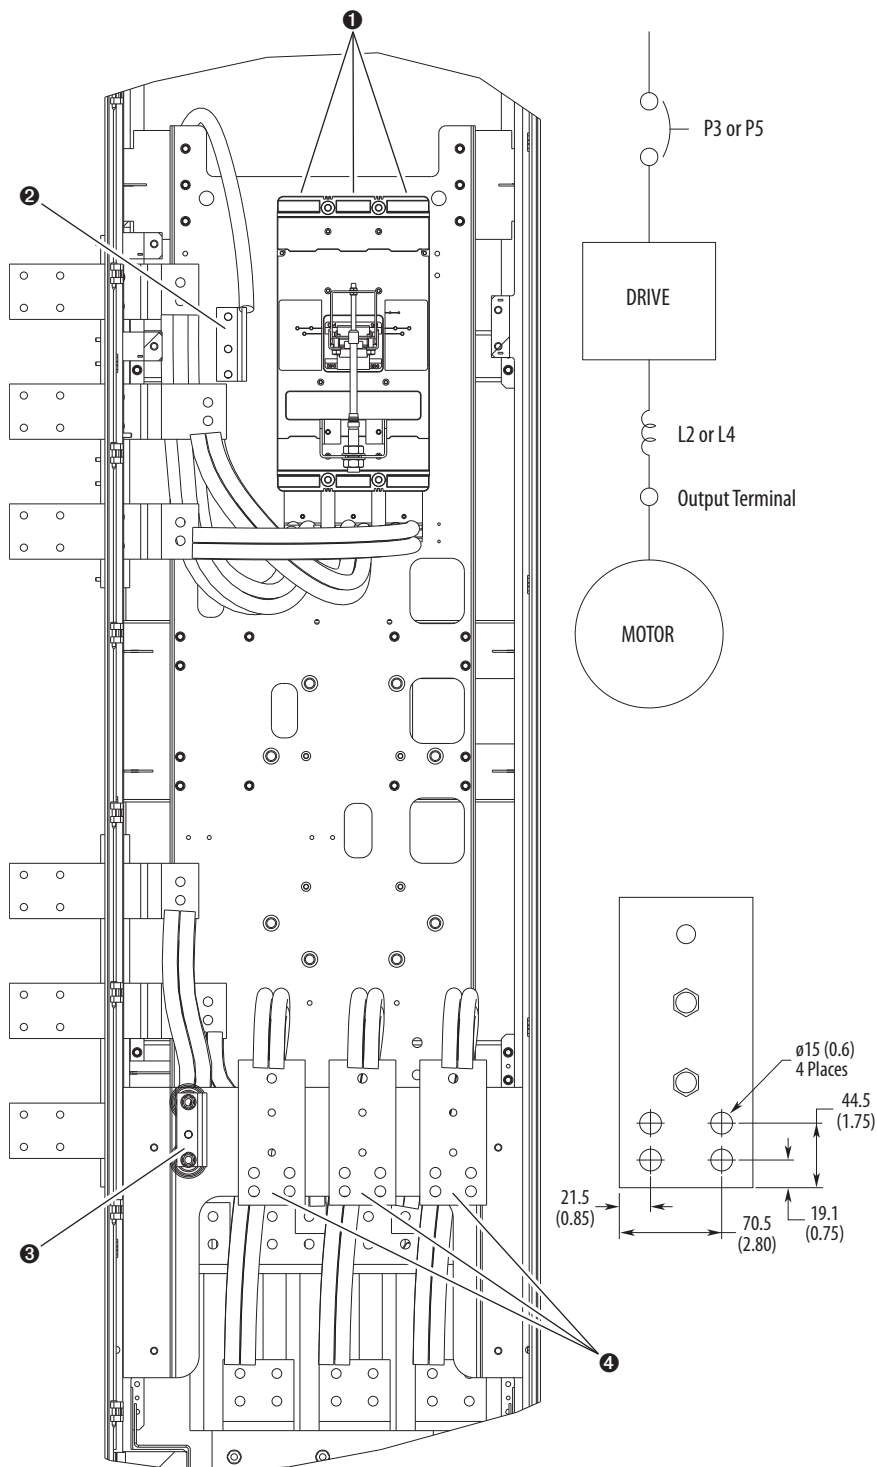 ❶
P3 or P5
❷
DRIVE
L2 or L4
Output Terminal
MOTOR
ø15 (0.6)
4 Places
44.5
(1.75)
21.5
(0.85)
70.5
(2.80)
19.1
(0.75)
❸
❹